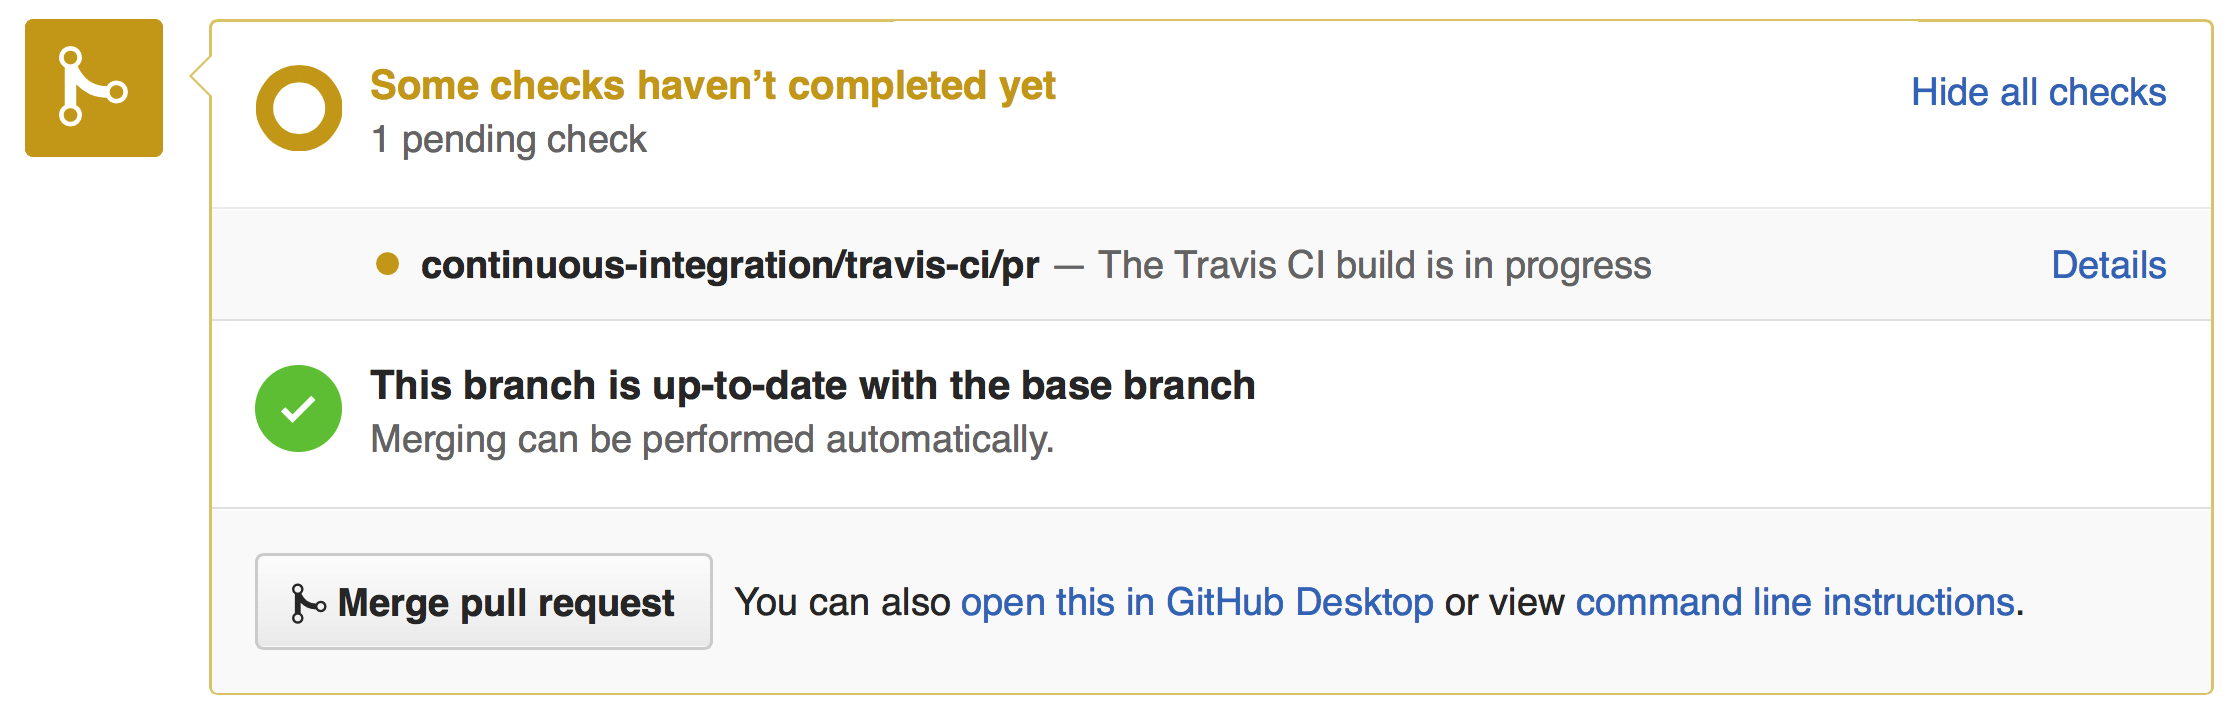 Some checks haven’t completed yet
Hide all checks
1 pending check
continuous-integration/travis-ci/pr — The Travis CI build is in progress
Details
This branch is up-to-date with the base branch
Merging can be performed automatically.
Merge pull request
You can also open this in GitHub Desktop or view command line instructions.